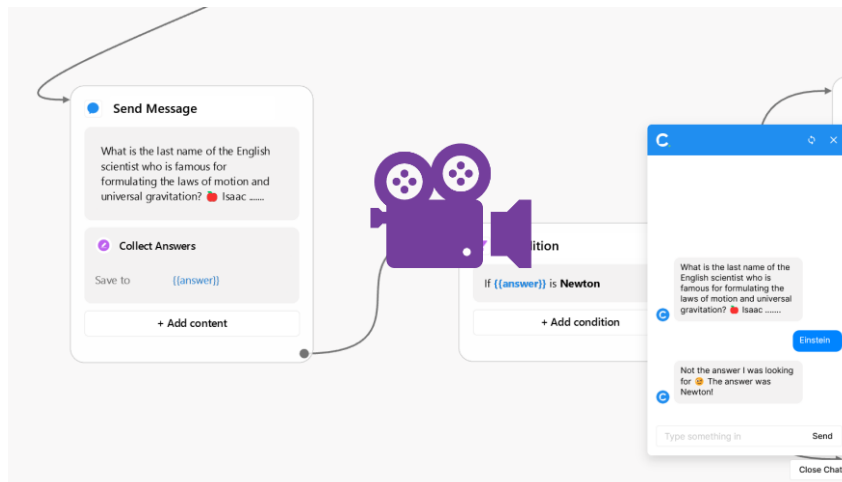 Send Message
What is the last name of the English
scientist who is famous for
formulating the laws of motion and
universal gravitation? 🍎 Isaac ......
Collect Answers
Save to {{answer}}
+ Add content
ition
If {{answer}} is Newton
+ Add condition
C
What is the last name of the
English scientist who is
famous for formulating the
laws of motion and universal
gravitation? 🍎 Isaac .......
Einstein
Not the answer I was looking
for 😉 The answer was
Newton!
Type something in Send
Close Chat